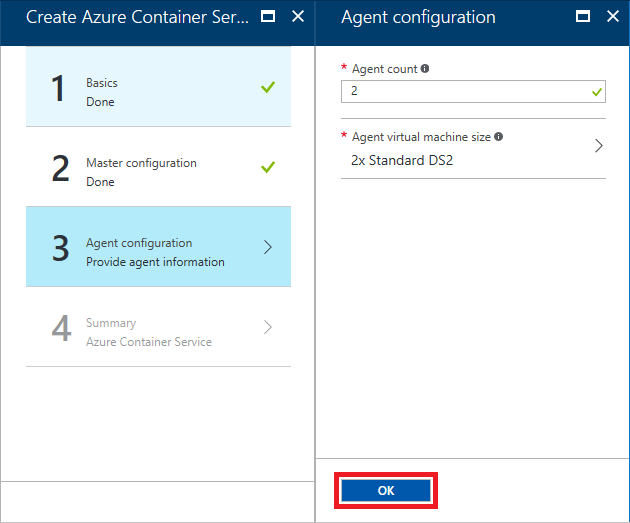 Create Azure Container Ser...
1
Basics
Done
2
Master configuration
Done
3
Agent configuration
Provide agent information
4
Summary
Azure Container Service
Agent configuration
* Agent count
2
* Agent virtual machine size
2x Standard DS2
OK